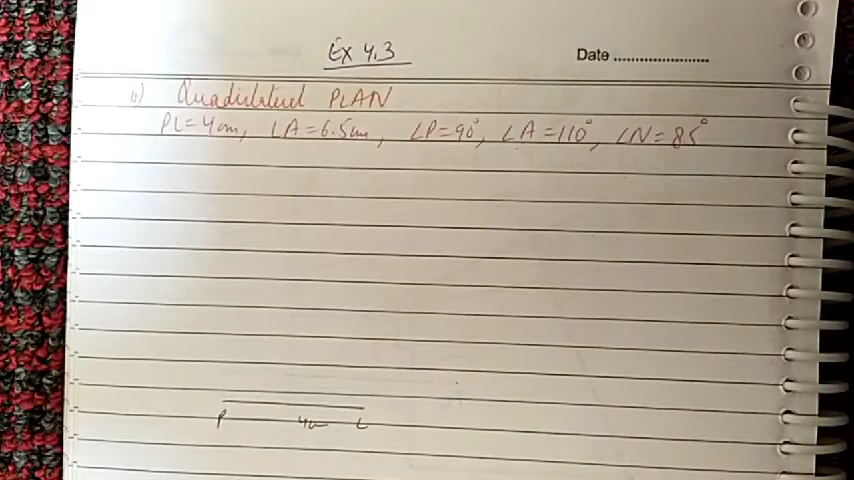 Ex 4.3
Date ........................
ii) Quadrilateral PLAN
PL=4cm, LA=6.5cm, ∠P=90°, ∠A=110°, ∠N=85°
P 4cm L